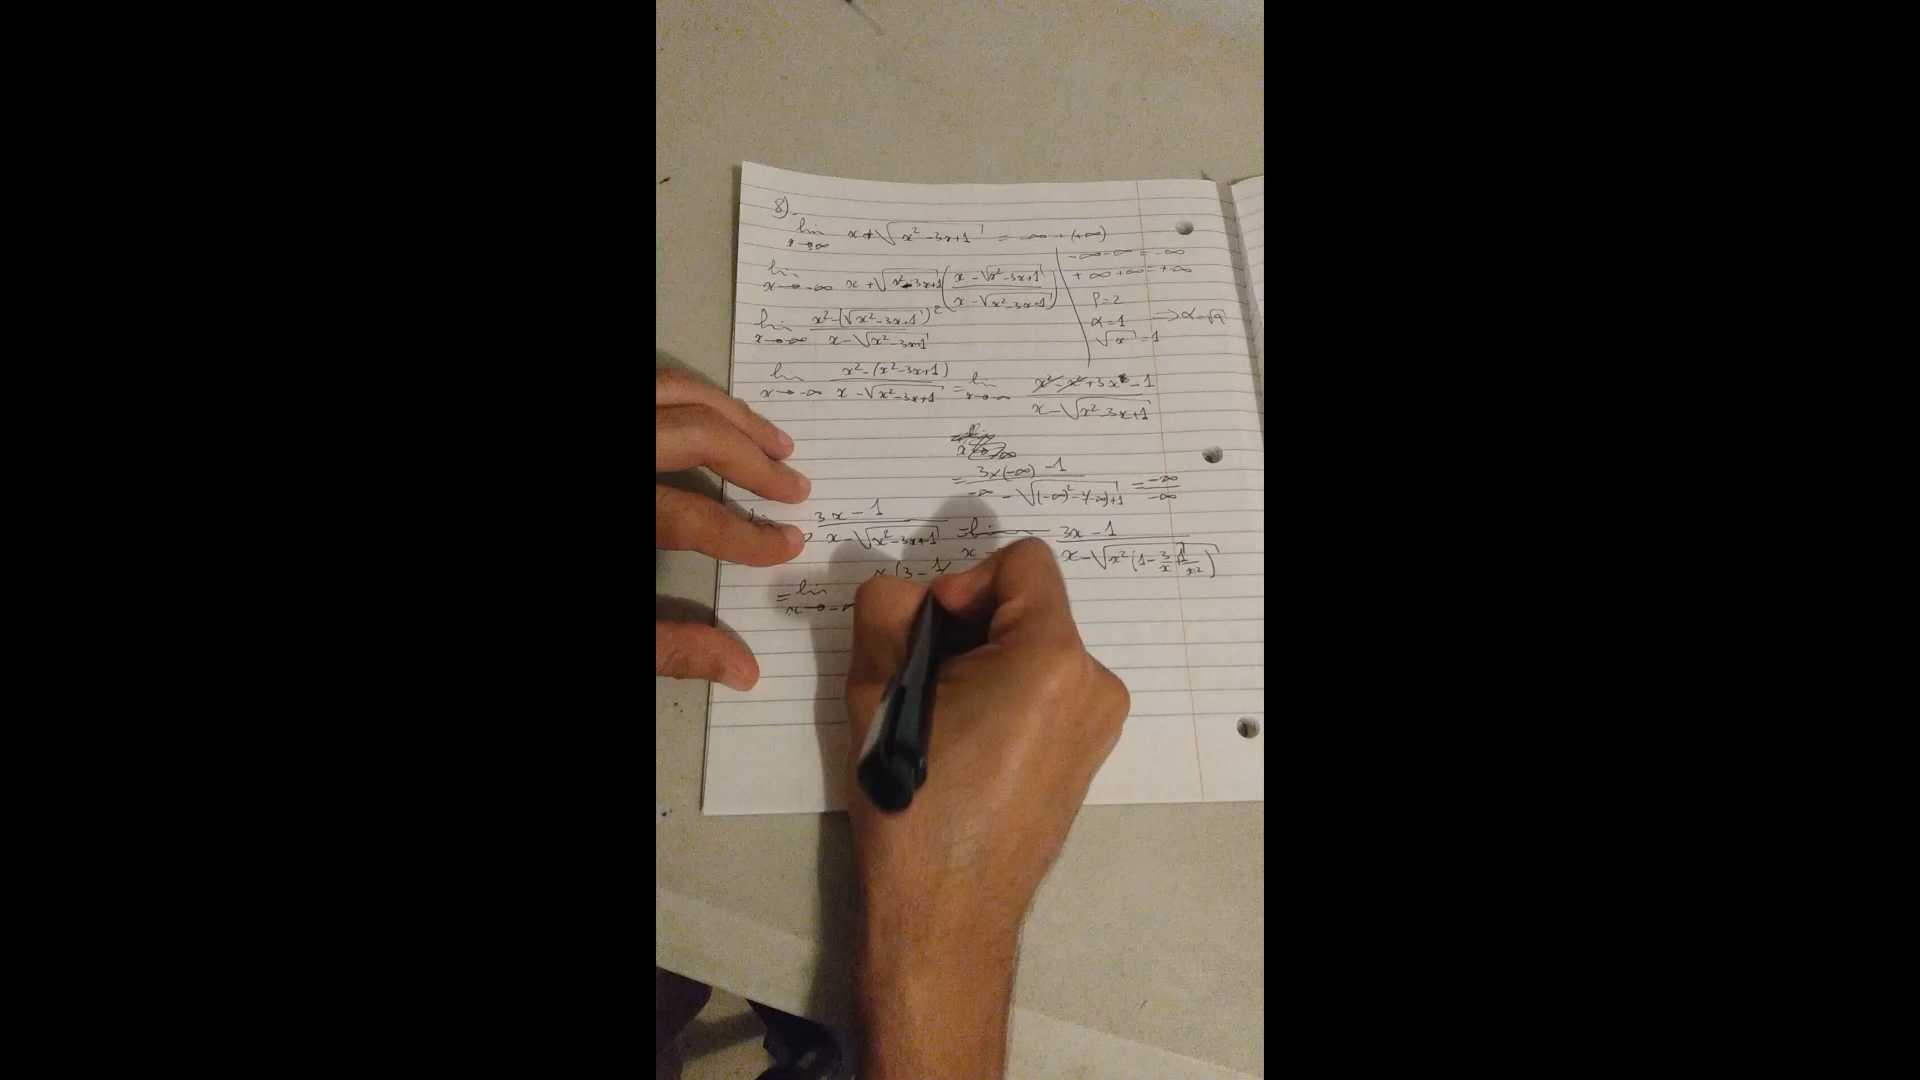 8)
lim x→-∞ x+√(x²-3x+1) = -∞+(+∞)
-∞-∞=-∞
+∞+∞=+∞
lim x→-∞ x+√(x²-3x+1) (x-√(x²-3x+1) / x-√(x²-3x+1))
P=2
α=1
lim x→-∞ x²-(√(x²-3x+1))² / x-√(x²-3x+1)
lim x→-∞ x²-(x²-3x+1) / x-√(x²-3x+1) = lim x→-∞ x²-x²+3x-1 / x-√(x²-3x+1)
= 3x(-∞)-1 / -∞-√((-∞)²-(-∞)+1) = -∞ / -∞
3x-1 / x-√(x²-3x+1) = lim x 3x-1 / x-√(x²(1-3/x+1/x²))
= lim x→-∞ x(3-1/